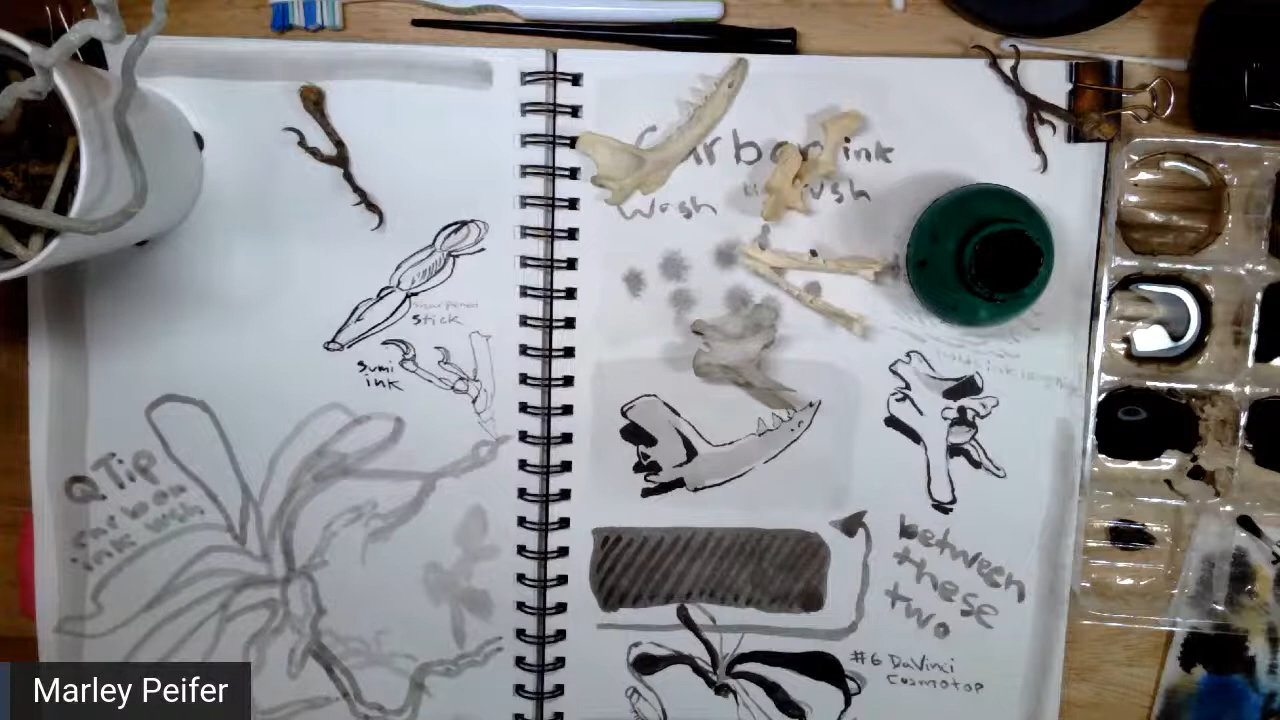 sharpened
stick
Sumi
ink
Q Tip
carbon
ink wash
Carbon ink
wash wash
between
these
two
#6 DaVinci
Cosmotop
Marley Peifer